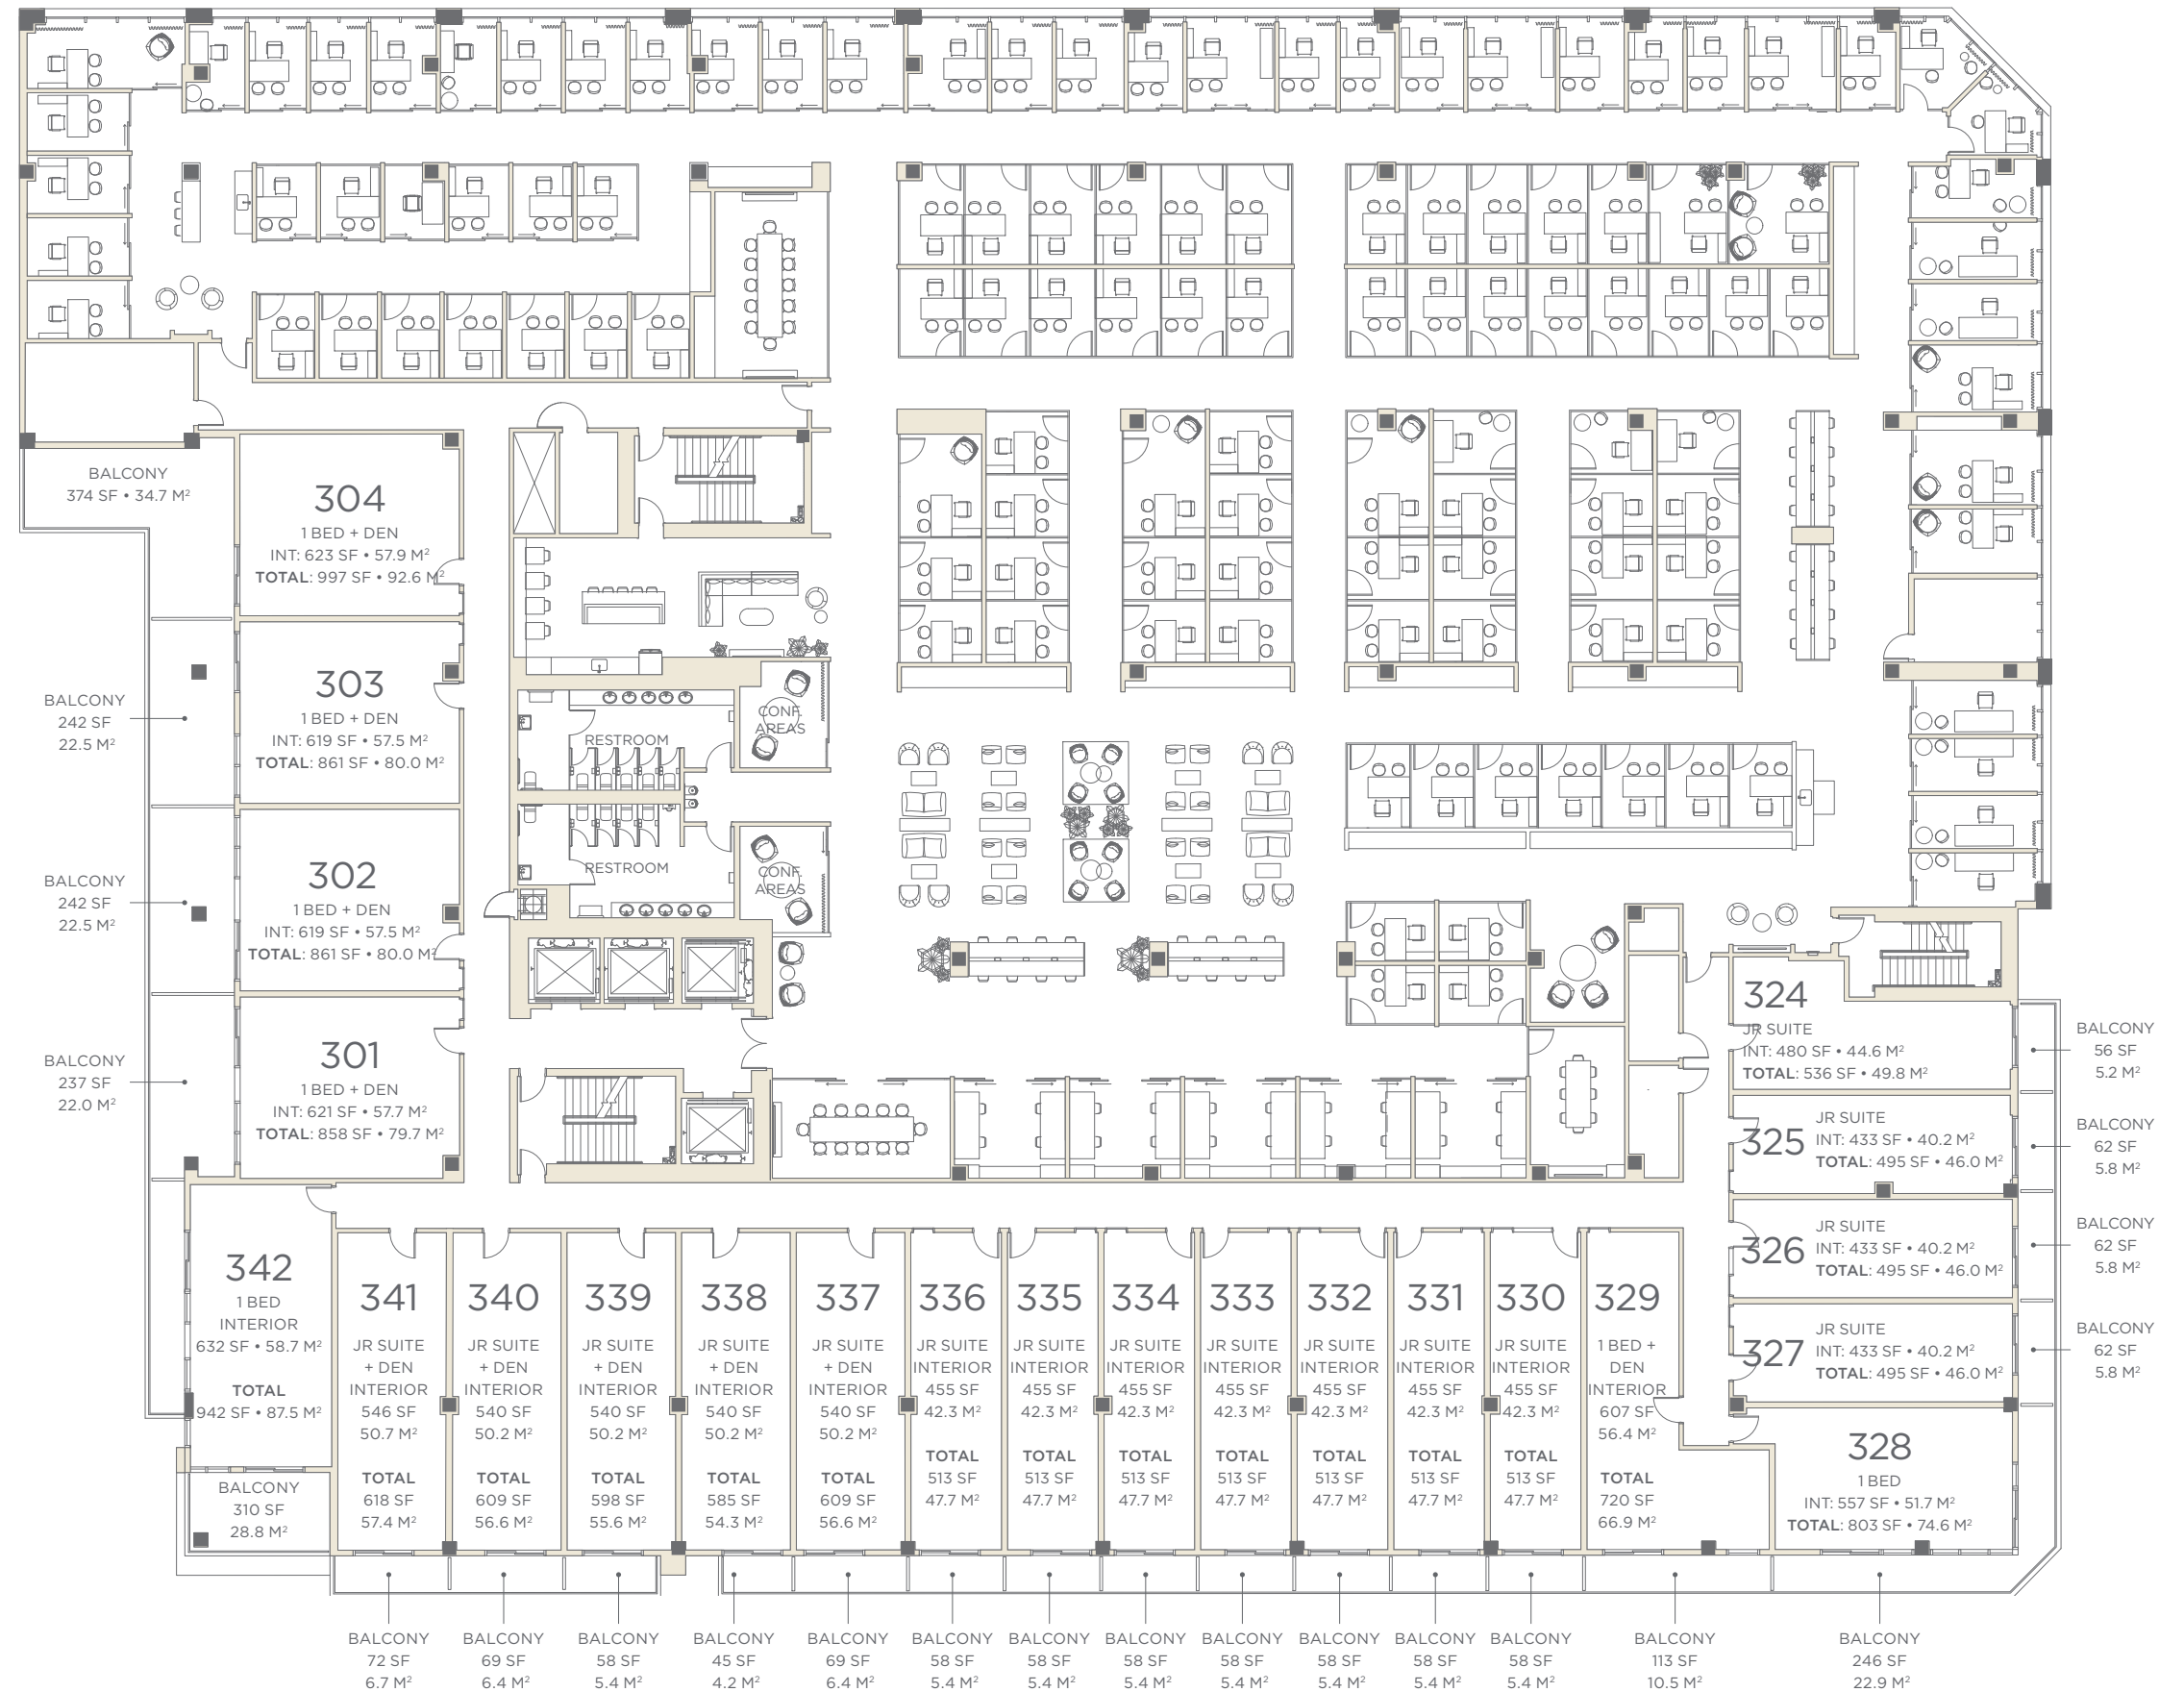 BALCONY
374 SF • 34.7 M²
304
1 BED + DEN
INT: 623 SF • 57.9 M²
TOTAL: 997 SF • 92.6 M²
303
1 BED + DEN
INT: 619 SF • 57.5 M²
TOTAL: 861 SF • 80.0 M²
BALCONY
242 SF
22.5 M²
302
1 BED + DEN
INT: 619 SF • 57.5 M²
TOTAL: 861 SF • 80.0 M²
BALCONY
242 SF
22.5 M²
301
1 BED + DEN
INT: 621 SF • 57.7 M²
TOTAL: 858 SF • 79.7 M²
BALCONY
237 SF
22.0 M²
RESTROOM
CONF.
AREAS
RESTROOM
CONF.
AREAS
324
JR SUITE
INT: 480 SF • 44.6 M²
TOTAL: 536 SF • 49.8 M²
BALCONY
56 SF
5.2 M²
325
JR SUITE
INT: 433 SF • 40.2 M²
TOTAL: 495 SF • 46.0 M²
BALCONY
62 SF
5.8 M²
326
JR SUITE
INT: 433 SF • 40.2 M²
TOTAL: 495 SF • 46.0 M²
BALCONY
62 SF
5.8 M²
327
JR SUITE
INT: 433 SF • 40.2 M²
TOTAL: 495 SF • 46.0 M²
BALCONY
62 SF
5.8 M²
328
1 BED
INT: 557 SF • 51.7 M²
TOTAL: 803 SF • 74.6 M²
342
1 BED
INTERIOR
632 SF • 58.7 M²
TOTAL
942 SF • 87.5 M²
BALCONY
310 SF
28.8 M²
341
JR SUITE
+ DEN
INTERIOR
546 SF
50.7 M²
TOTAL
618 SF
57.4 M²
340
JR SUITE
+ DEN
INTERIOR
540 SF
50.2 M²
TOTAL
609 SF
56.6 M²
339
JR SUITE
+ DEN
INTERIOR
540 SF
50.2 M²
TOTAL
598 SF
55.6 M²
338
JR SUITE
+ DEN
INTERIOR
540 SF
50.2 M²
TOTAL
585 SF
54.3 M²
337
JR SUITE
+ DEN
INTERIOR
540 SF
50.2 M²
TOTAL
609 SF
56.6 M²
336
JR SUITE
INTERIOR
455 SF
42.3 M²
TOTAL
513 SF
47.7 M²
335
JR SUITE
INTERIOR
455 SF
42.3 M²
TOTAL
513 SF
47.7 M²
334
JR SUITE
INTERIOR
455 SF
42.3 M²
TOTAL
513 SF
47.7 M²
333
JR SUITE
INTERIOR
455 SF
42.3 M²
TOTAL
513 SF
47.7 M²
332
JR SUITE
INTERIOR
455 SF
42.3 M²
TOTAL
513 SF
47.7 M²
331
JR SUITE
INTERIOR
455 SF
42.3 M²
TOTAL
513 SF
47.7 M²
330
JR SUITE
INTERIOR
455 SF
42.3 M²
TOTAL
513 SF
47.7 M²
329
1 BED +
DEN
INTERIOR
607 SF
56.4 M²
TOTAL
720 SF
66.9 M²
BALCONY
72 SF
6.7 M²
BALCONY
69 SF
6.4 M²
BALCONY
58 SF
5.4 M²
BALCONY
45 SF
4.2 M²
BALCONY
69 SF
6.4 M²
BALCONY
58 SF
5.4 M²
BALCONY
58 SF
5.4 M²
BALCONY
58 SF
5.4 M²
BALCONY
58 SF
5.4 M²
BALCONY
58 SF
5.4 M²
BALCONY
58 SF
5.4 M²
BALCONY
58 SF
5.4 M²
BALCONY
113 SF
10.5 M²
BALCONY
246 SF
22.9 M²